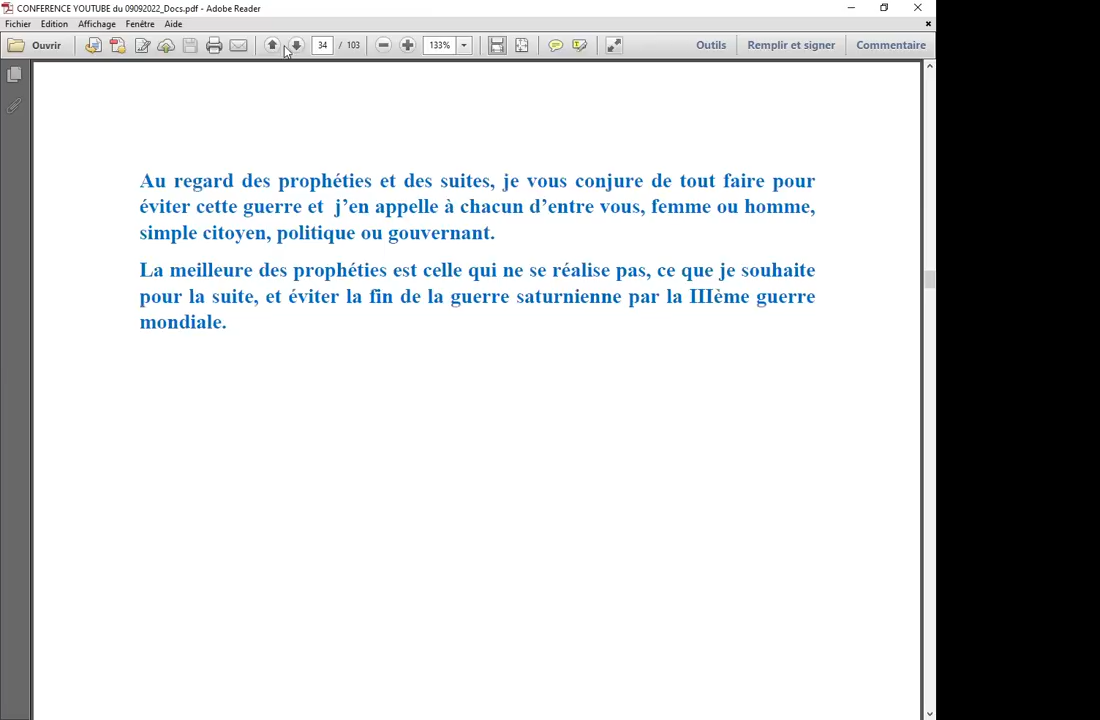 CONFERENCE YOUTUBE du 09092022_Docs.pdf - Adobe Reader
Fichier Edition Affichage Fenêtre Aide
Ouvrir 34 / 103 133% Outils Remplir et signer Commentaire
Au regard des prophéties et des suites, je vous conjure de tout faire pour
éviter cette guerre et j’en appelle à chacun d’entre vous, femme ou homme,
simple citoyen, politique ou gouvernant.
La meilleure des prophéties est celle qui ne se réalise pas, ce que je souhaite
pour la suite, et éviter la fin de la guerre saturnienne par la IIIème guerre
mondiale.